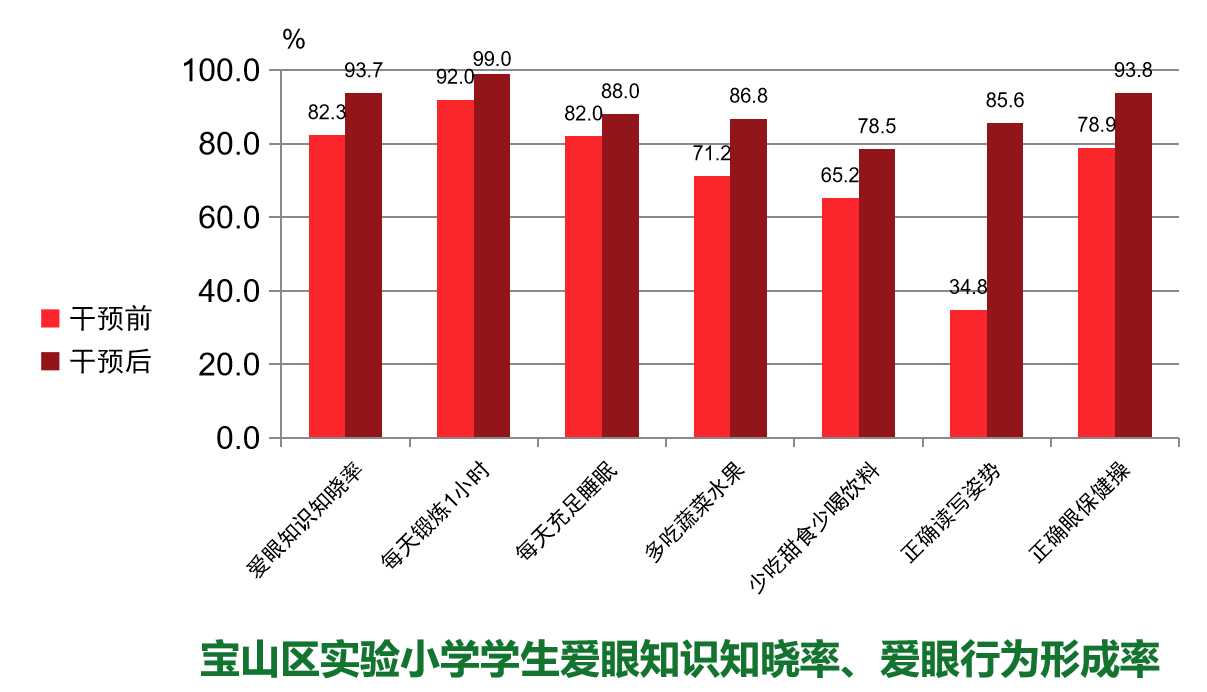 %
100.0
80.0
60.0
40.0
20.0
0.0
82.3
93.7
92.0
99.0
82.0
88.0
71.2
86.8
65.2
78.5
34.8
85.6
78.9
93.8
干预前
干预后
爱眼知识知晓率
每天锻炼1小时
每天充足睡眠
多吃蔬菜水果
少吃甜食少喝饮料
正确读写姿势
正确眼保健操
宝山区实验小学学生爱眼知识知晓率、爱眼行为形成率